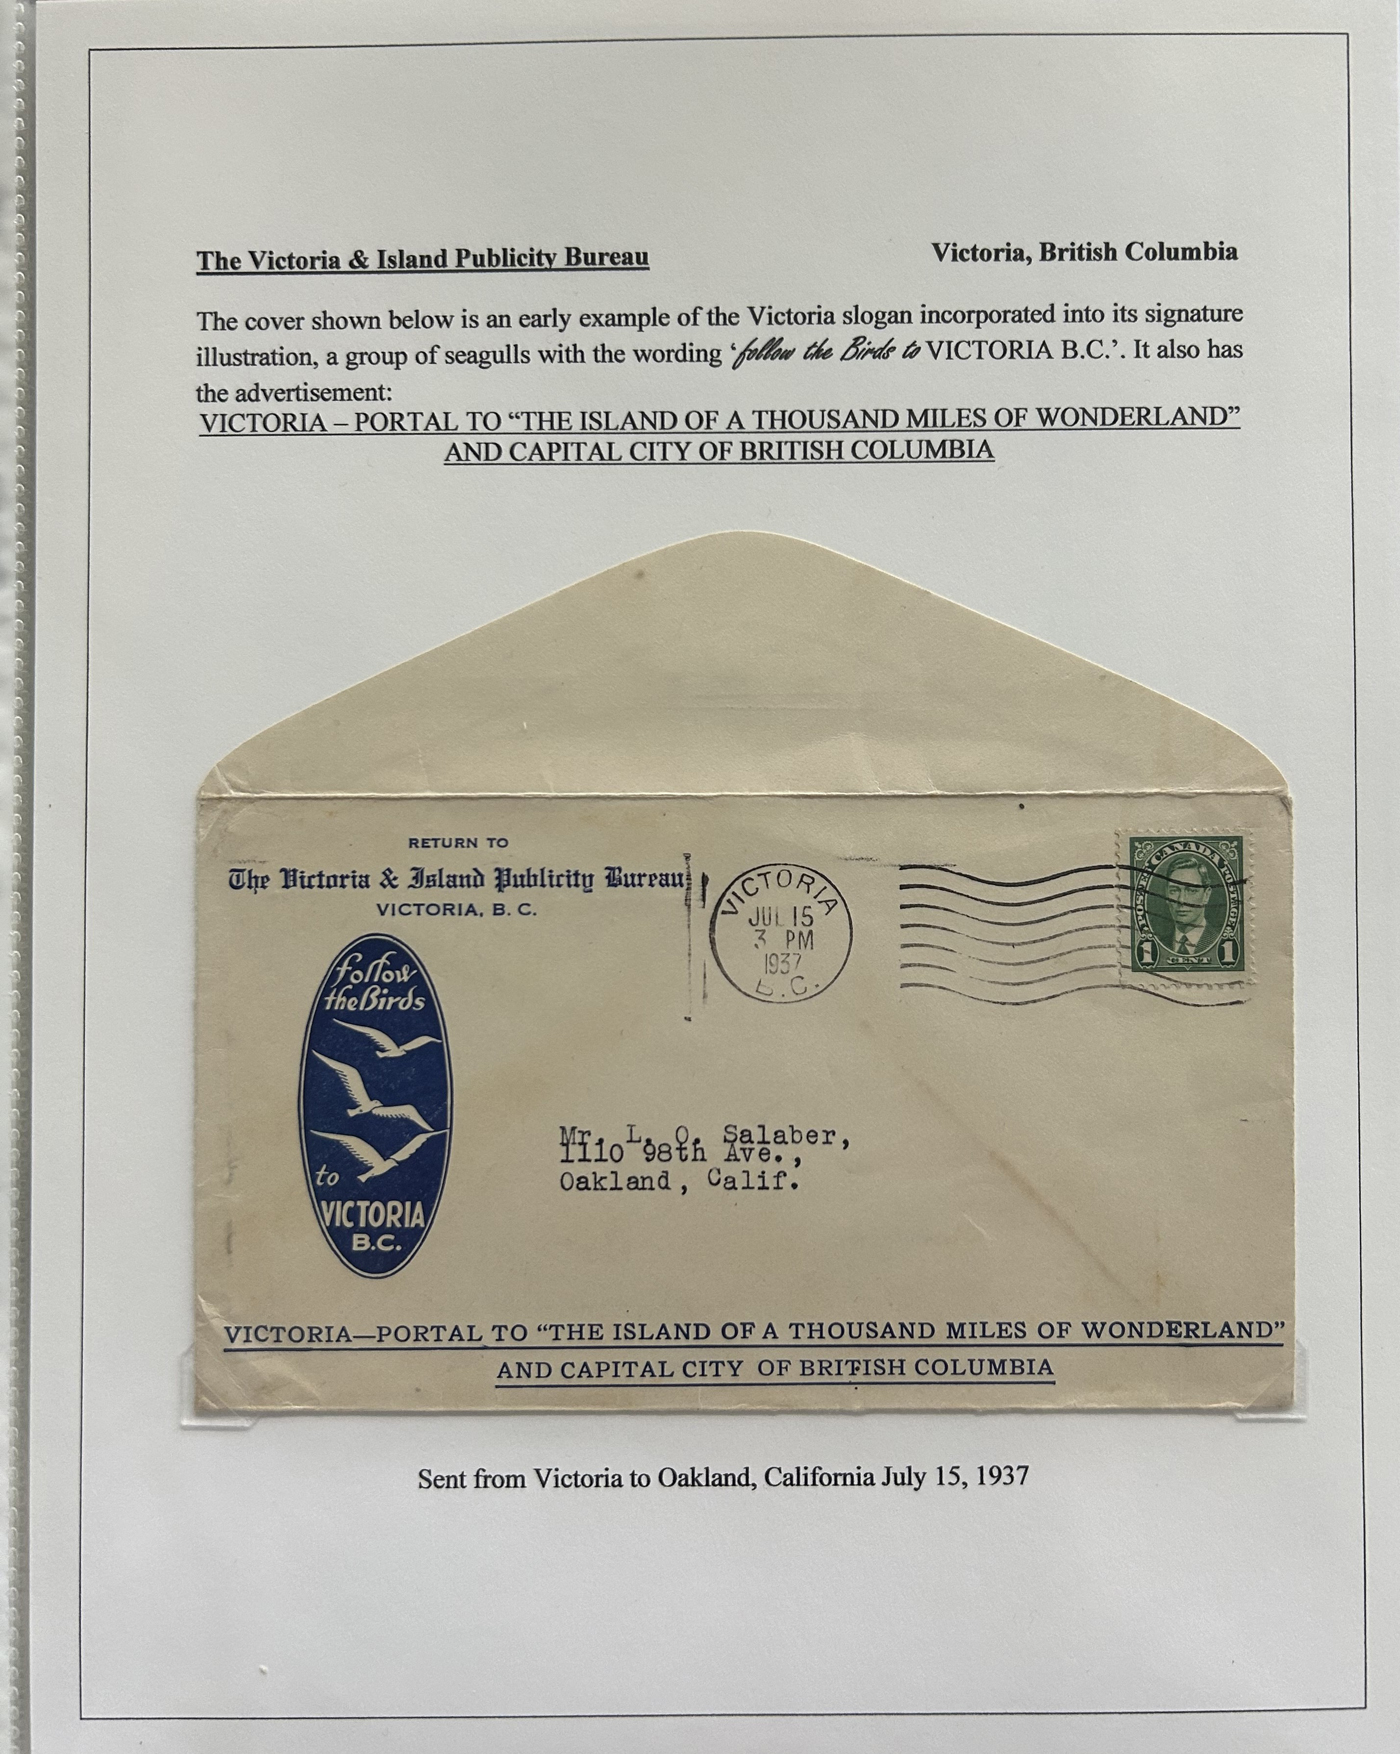 The Victoria & Island Publicity Bureau
Victoria, British Columbia
The cover shown below is an early example of the Victoria slogan incorporated into its signature
illustration, a group of seagulls with the wording ‘follow the Birds to VICTORIA B.C.’. It also has
the advertisement:
VICTORIA – PORTAL TO “THE ISLAND OF A THOUSAND MILES OF WONDERLAND”
AND CAPITAL CITY OF BRITISH COLUMBIA
RETURN TO
The Victoria & Island Publicity Bureau
VICTORIA, B. C.
follow
the Birds
to
VICTORIA
B.C.
VICTORIA
JUL 15
3 PM
1937
B.C.
POSTES CANADA POSTAGE
1 CENT 1
Mr. L. O. Salaber,
1110 98th Ave.,
Oakland, Calif.
VICTORIA—PORTAL TO “THE ISLAND OF A THOUSAND MILES OF WONDERLAND”
AND CAPITAL CITY OF BRITISH COLUMBIA
Sent from Victoria to Oakland, California July 15, 1937